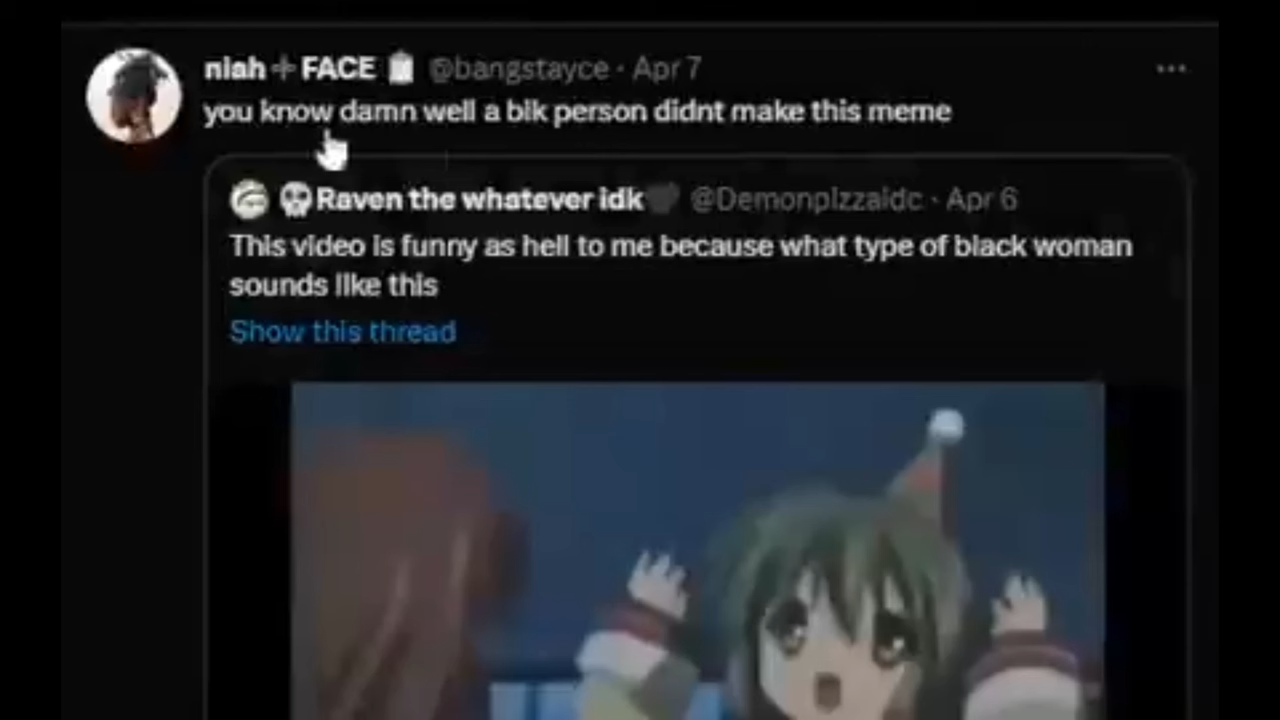 niah + FACE @bangstayce · Apr 7
you know damn well a blk person didnt make this meme
Raven the whatever idk @Demonpizzaidc · Apr 6
This video is funny as hell to me because what type of black woman
sounds like this
Show this thread